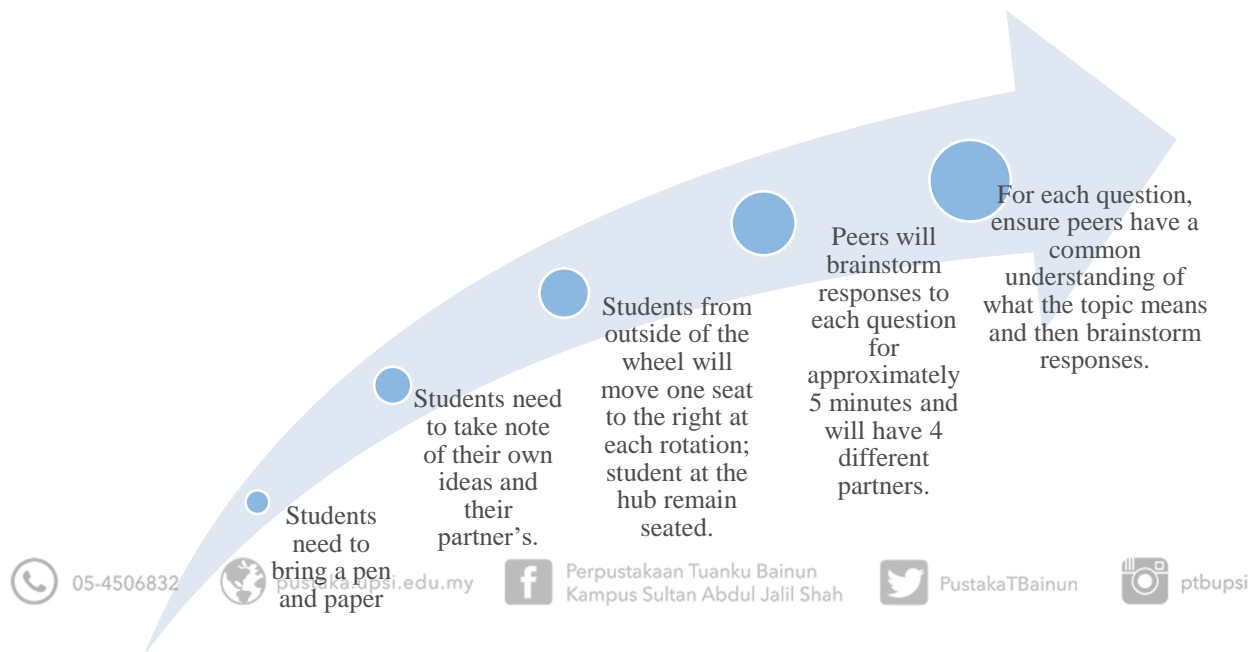 Students
need to
bring a pen
and paper
Students need
to take note
of their own
ideas and
their
partner's.
Students from
outside of the
wheel will
move one seat
to the right at
each rotation;
student at the
hub remain
seated.
Peers will
brainstorm
responses to
each question
for
approximately
5 minutes and
will have 4
different
partners.
For each question,
ensure peers have a
common
understanding of
what the topic means
and then brainstorm
responses.
05-4506832
pustaka.upsi.edu.my
Perpustakaan Tuanku Bainun
Kampus Sultan Abdul Jalil Shah
PustakaTBainun
ptbupsi